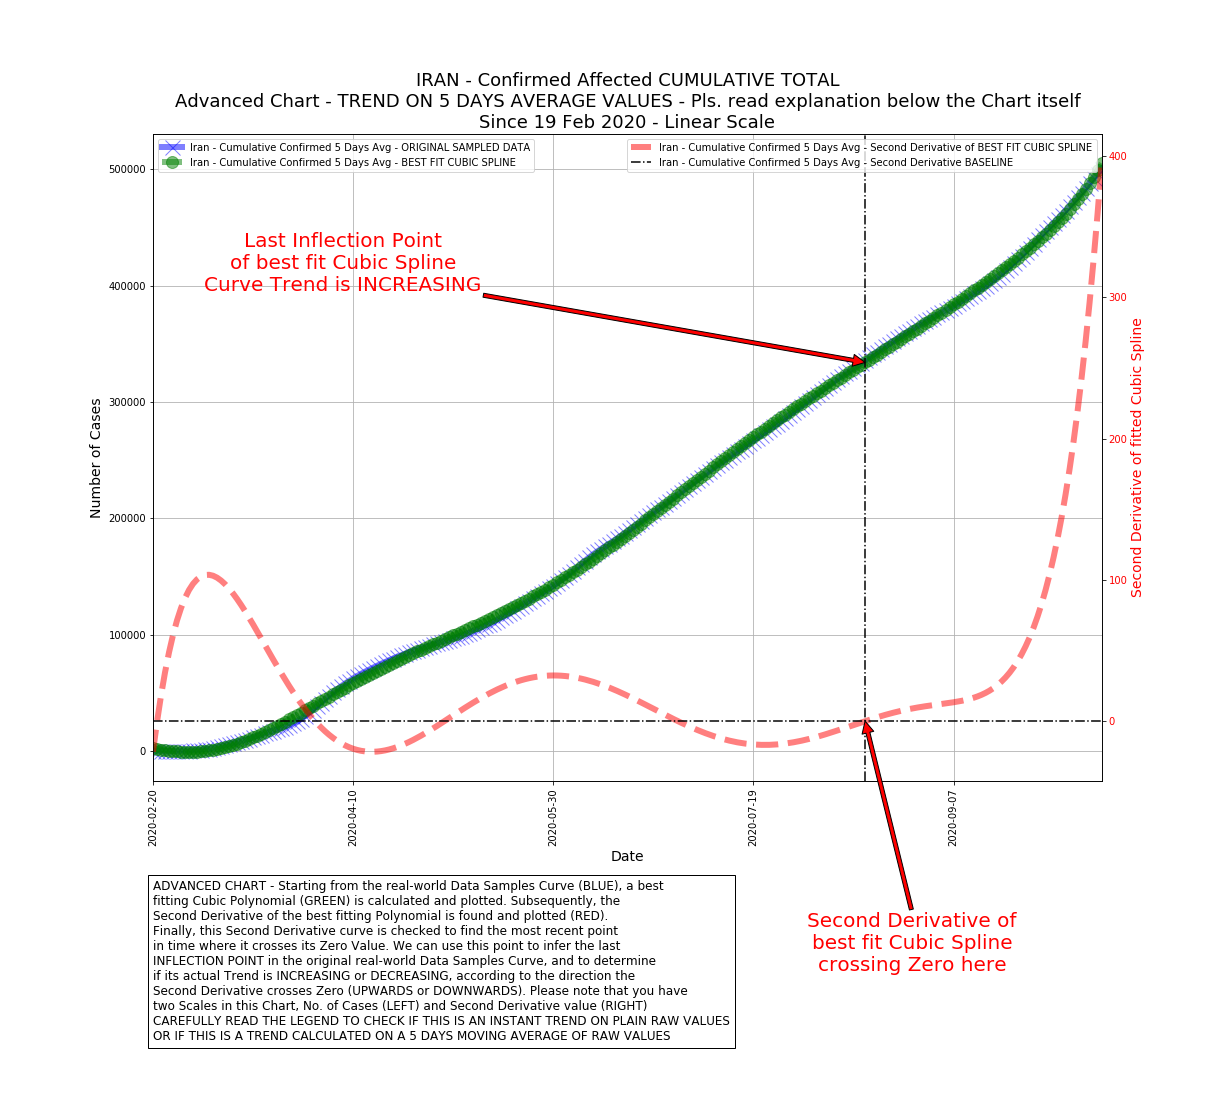 IRAN - Confirmed Affected CUMULATIVE TOTAL
Advanced Chart - TREND ON 5 DAYS AVERAGE VALUES - Pls. read explanation below the Chart itself
Since 19 Feb 2020 - Linear Scale
Iran - Cumulative Confirmed 5 Days Avg - ORIGINAL SAMPLED DATA
Iran - Cumulative Confirmed 5 Days Avg - BEST FIT CUBIC SPLINE
Iran - Cumulative Confirmed 5 Days Avg - Second Derivative of BEST FIT CUBIC SPLINE
Iran - Cumulative Confirmed 5 Days Avg - Second Derivative BASELINE
Last Inflection Point
of best fit Cubic Spline
Curve Trend is INCREASING
Number of Cases
500000
400000
300000
200000
100000
0
400
300
200
100
0
Second Derivative of fitted Cubic Spline
2020-02-20
2020-04-10
2020-05-30
2020-07-19
2020-09-07
Date
Second Derivative of
best fit Cubic Spline
crossing Zero here
ADVANCED CHART - Starting from the real-world Data Samples Curve (BLUE), a best
fitting Cubic Polynomial (GREEN) is calculated and plotted. Subsequently, the
Second Derivative of the best fitting Polynomial is found and plotted (RED).
Finally, this Second Derivative curve is checked to find the most recent point
in time where it crosses its Zero Value. We can use this point to infer the last
INFLECTION POINT in the original real-world Data Samples Curve, and to determine
if its actual Trend is INCREASING or DECREASING, according to the direction the
Second Derivative crosses Zero (UPWARDS or DOWNWARDS). Please note that you have
two Scales in this Chart, No. of Cases (LEFT) and Second Derivative value (RIGHT)
CAREFULLY READ THE LEGEND TO CHECK IF THIS IS AN INSTANT TREND ON PLAIN RAW VALUES
OR IF THIS IS A TREND CALCULATED ON A 5 DAYS MOVING AVERAGE OF RAW VALUES